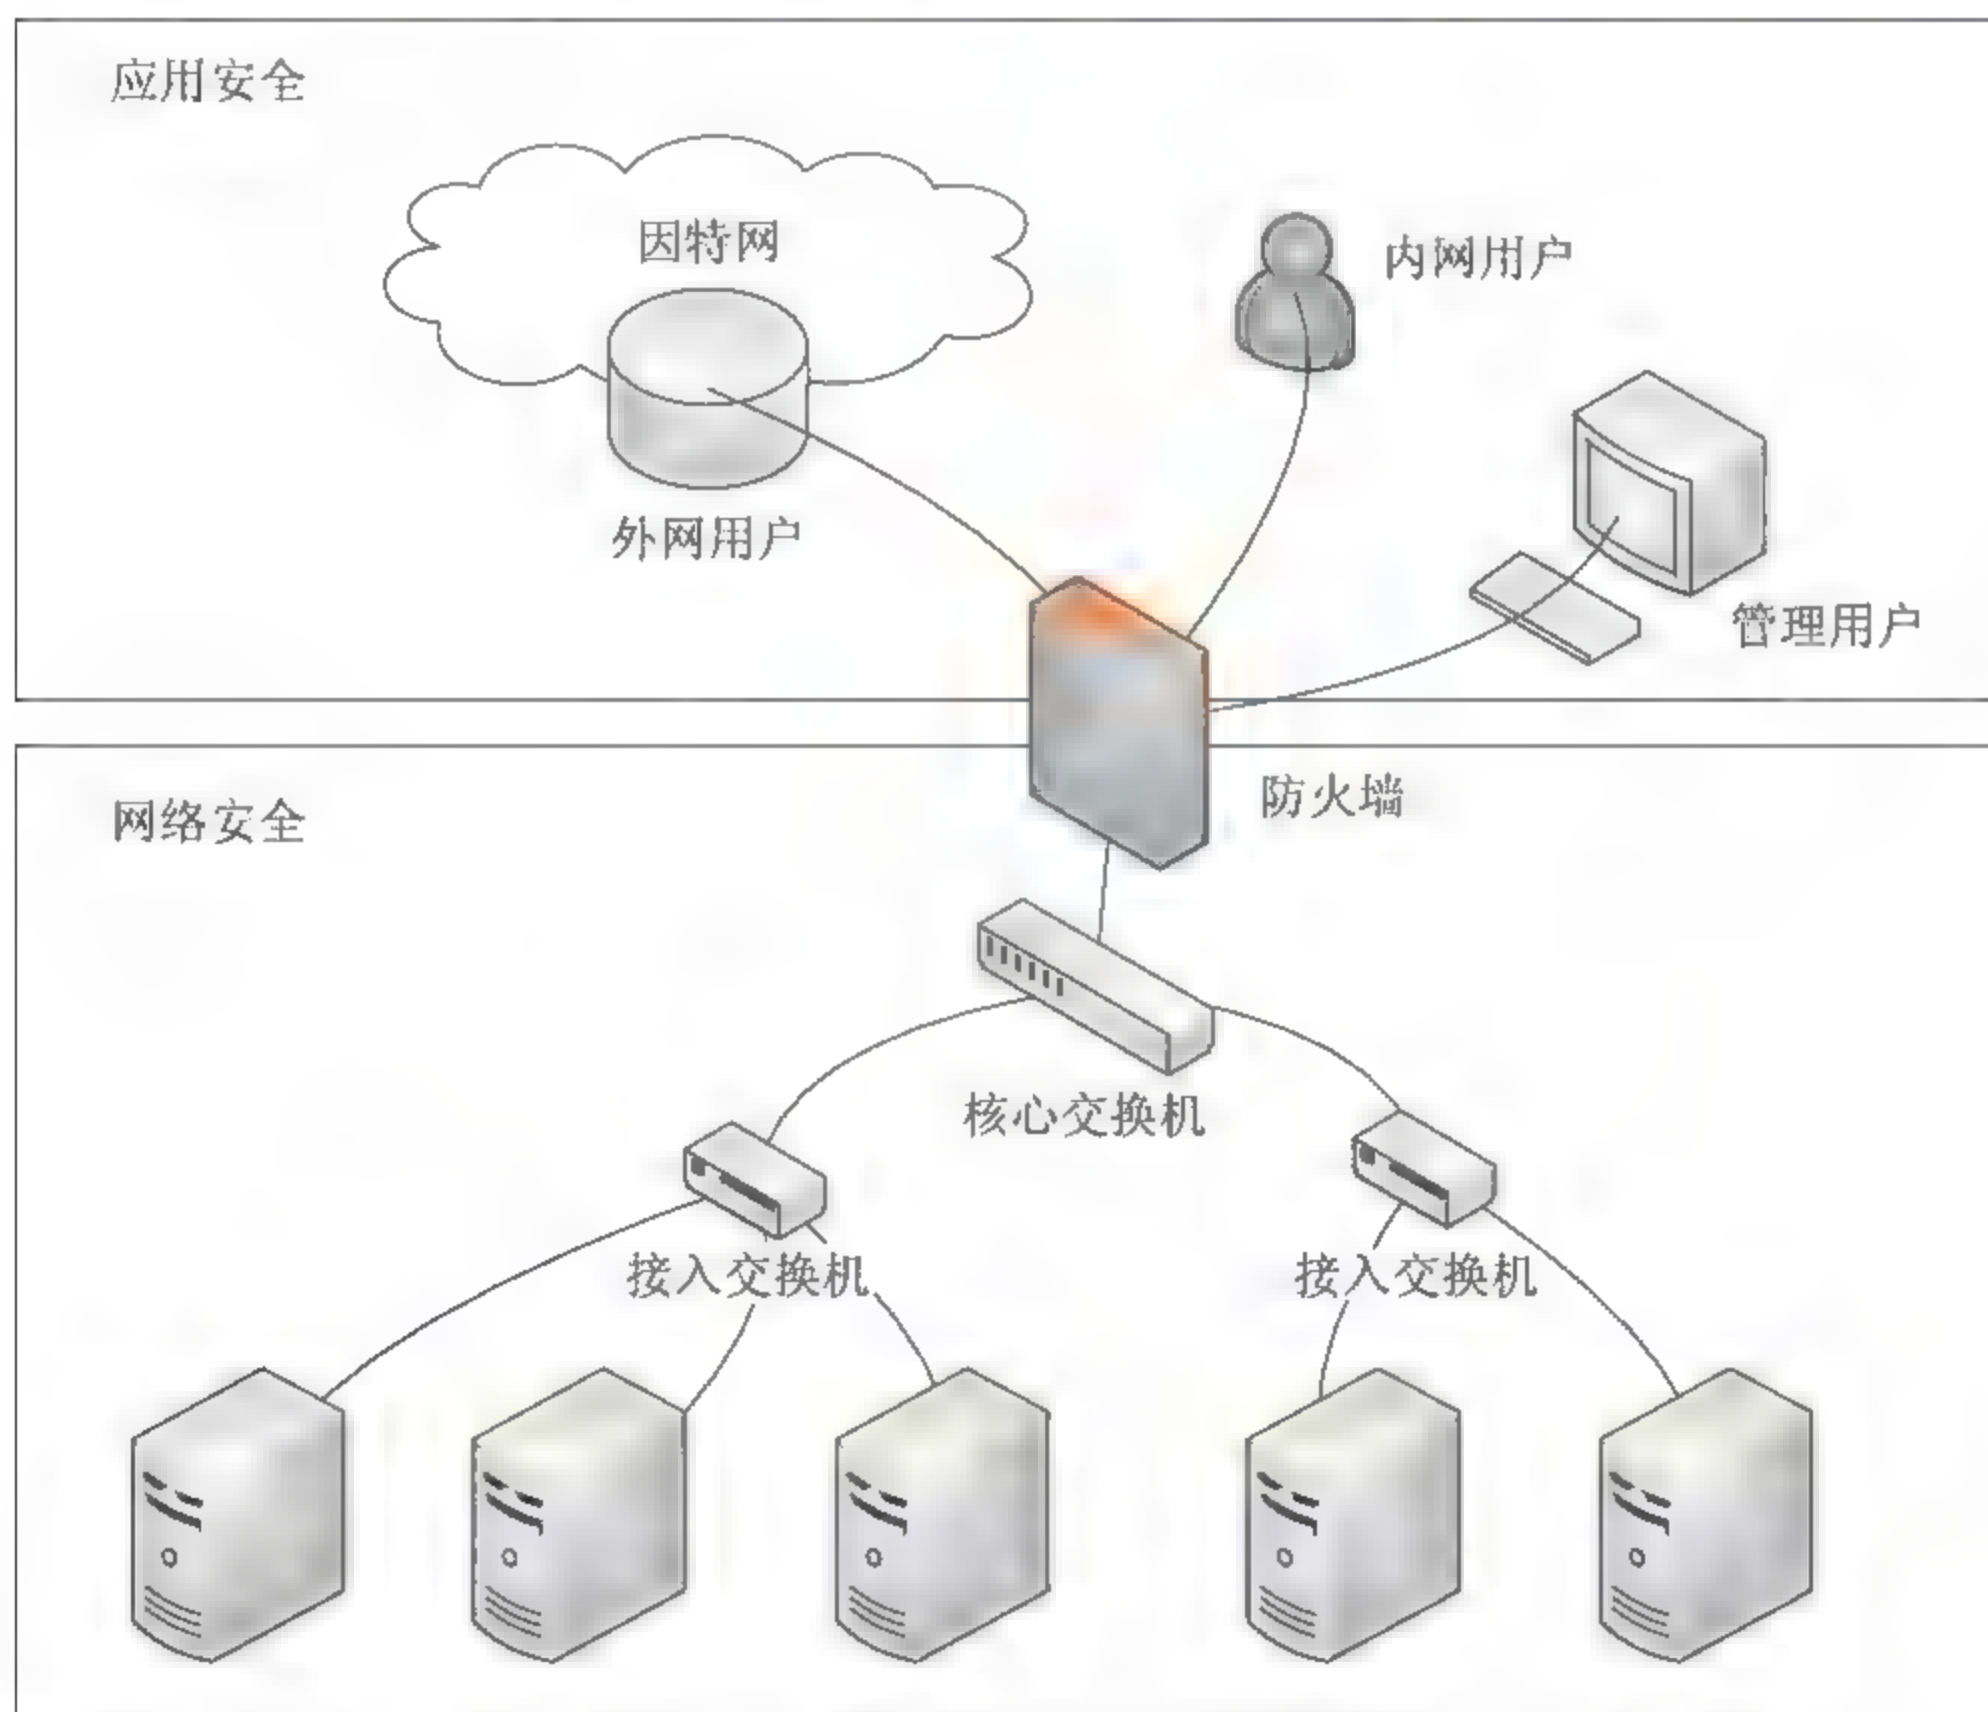 应用安全
因特网
内网用户
外网用户
管理用户
防火墙
网络安全
核心交换机
接入交换机
接入交换机